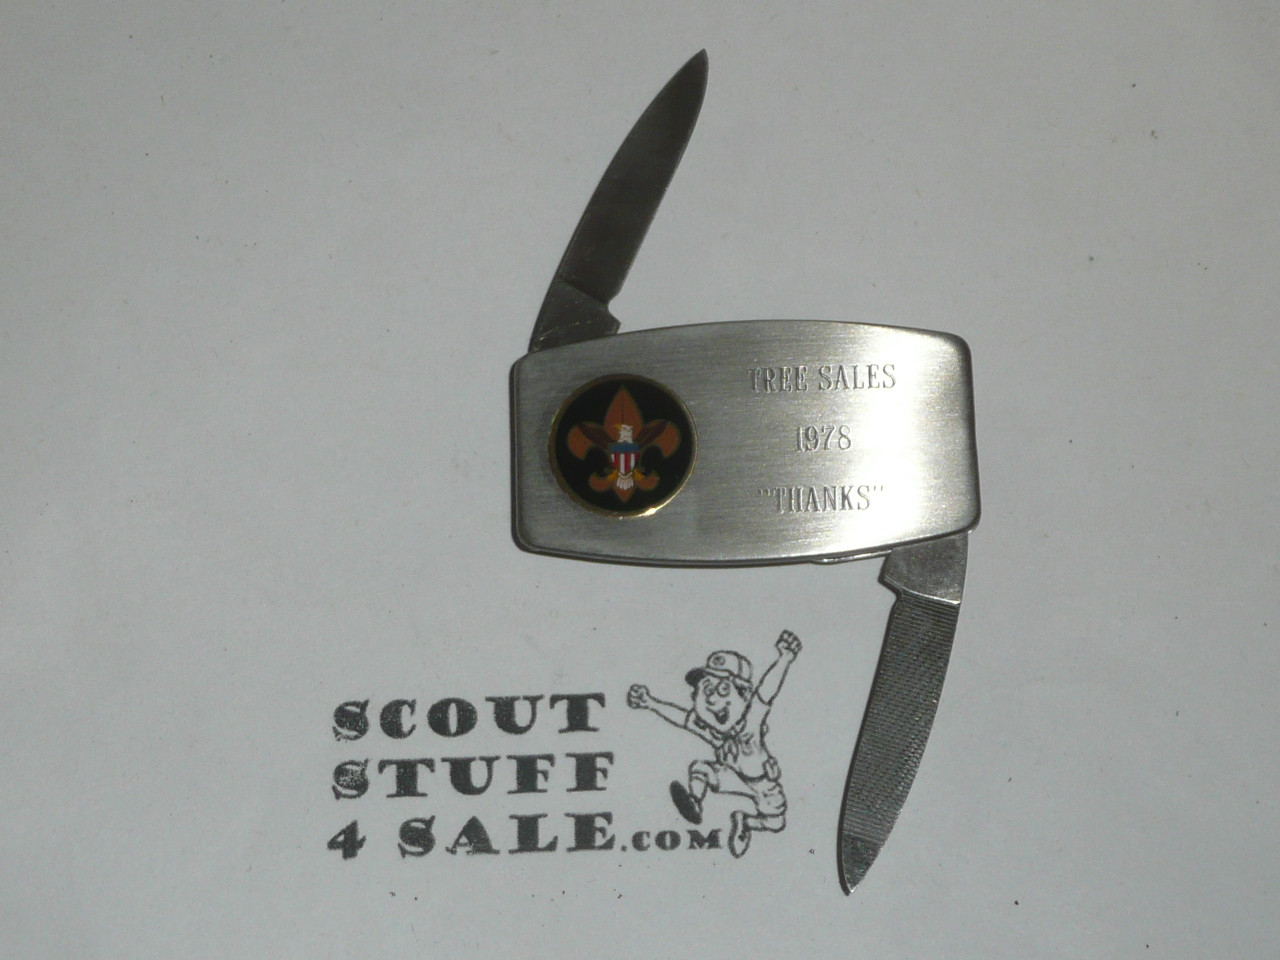 TREE SALES
1978
"THANKS"
SCOUT
STUFF
4 SALE.COM